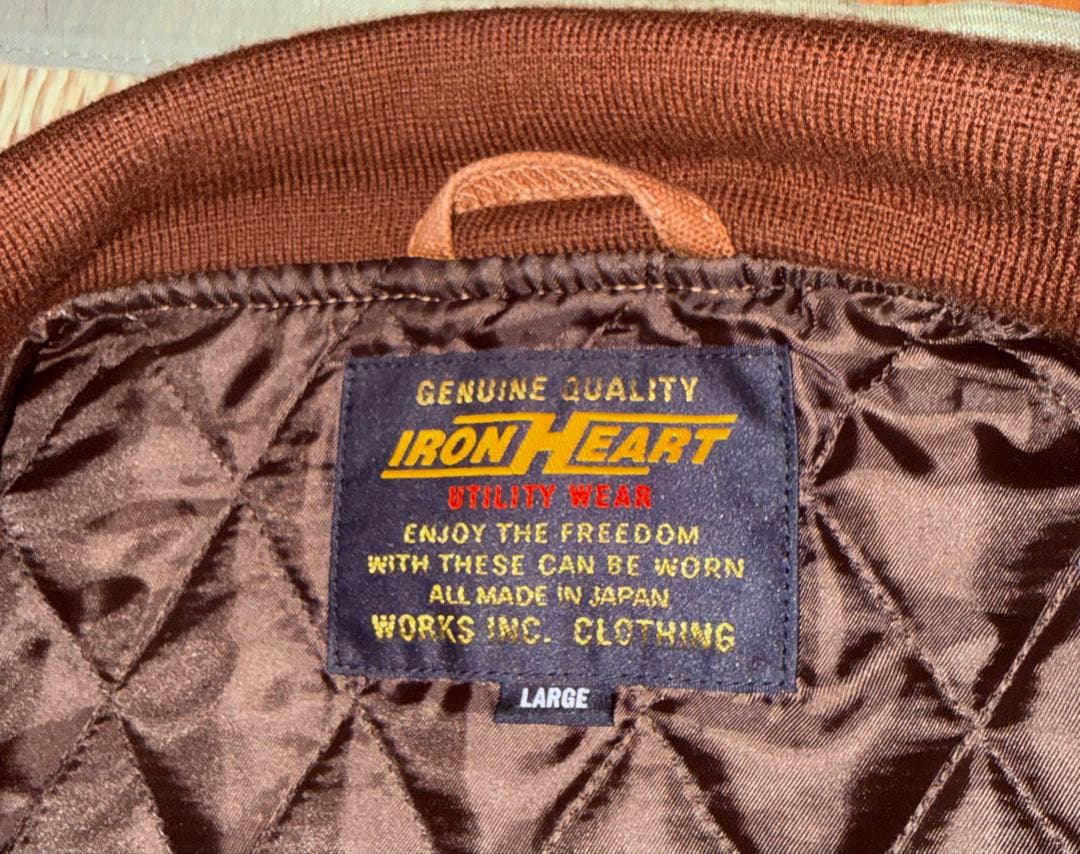 GENUINE QUALITY
IRON HEART
UTILITY WEAR
ENJOY THE FREEDOM
WITH THESE CAN BE WORN
ALL MADE IN JAPAN
WORKS INC. CLOTHING
LARGE